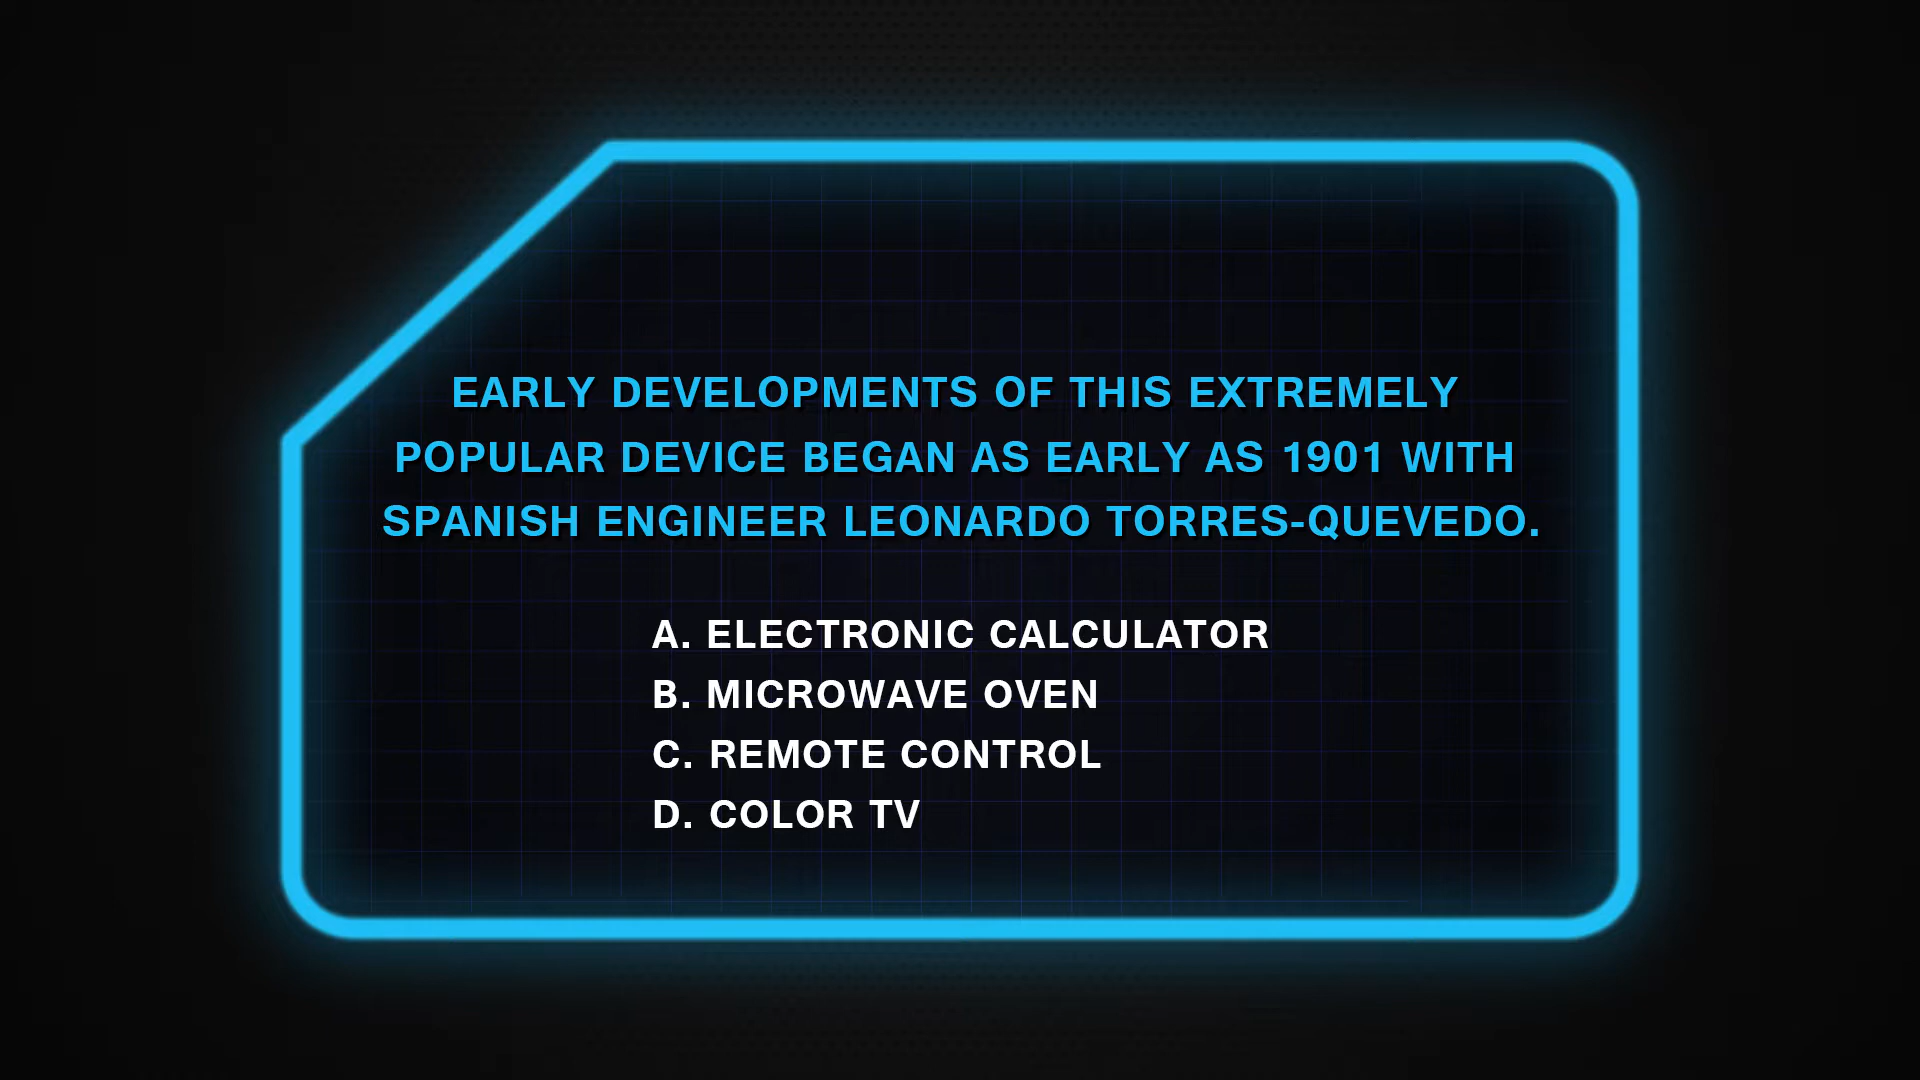 EARLY DEVELOPMENTS OF THIS EXTREMELY
POPULAR DEVICE BEGAN AS EARLY AS 1901 WITH
SPANISH ENGINEER LEONARDO TORRES-QUEVEDO.
A. ELECTRONIC CALCULATOR
B. MICROWAVE OVEN
C. REMOTE CONTROL
D. COLOR TV